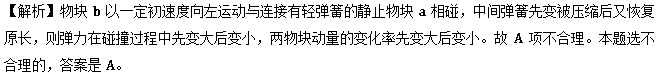 【解析】物块 b 以一定初速度向左运动与连接有轻弹簧的静止物块 a 相碰，中间弹簧先变被压缩后又恢复
原长，则弹力在碰撞过程中先变大后变小，两物块动量的变化率先变大后变小。故 A 项不合理。本题选不
合理的，答案是 A。